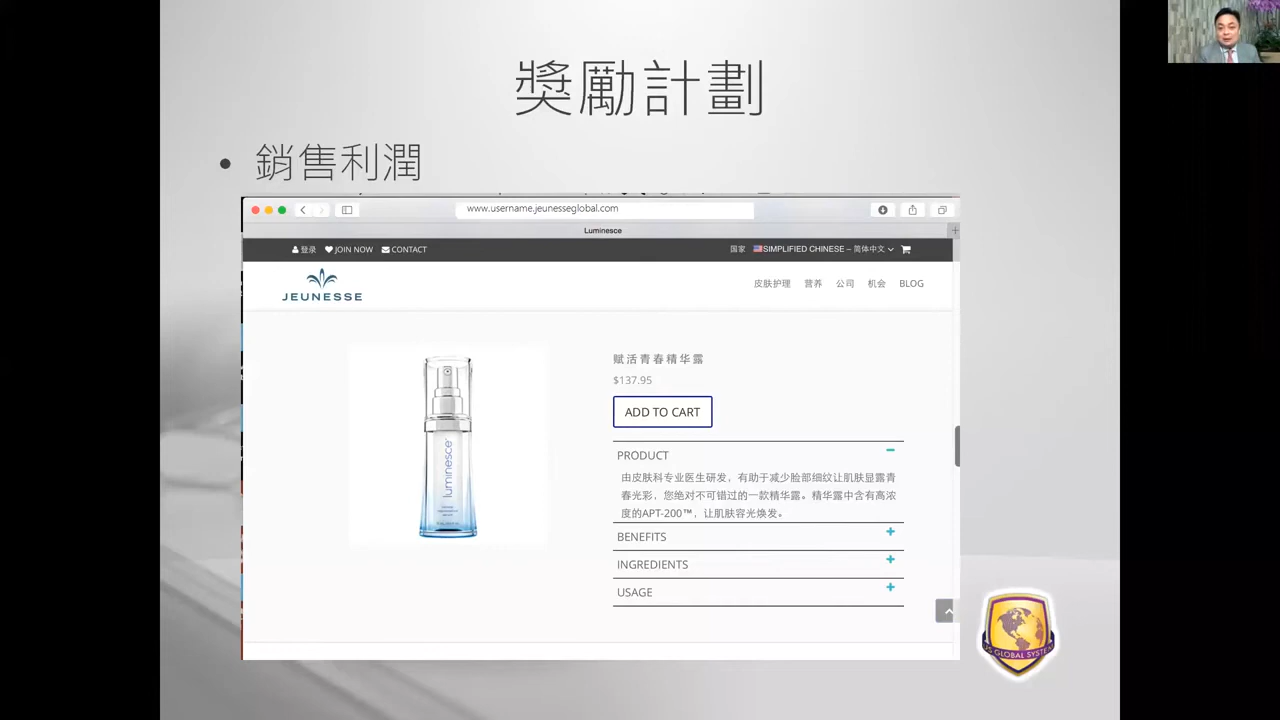 獎勵計劃
• 銷售利潤
www.username.jeunesseglobal.com
Luminesce
登录 JOIN NOW CONTACT
国家 SIMPLIFIED CHINESE – 简体中文
JEUNESSE
皮肤护理 营养 公司 机会 BLOG
赋活青春精华露
$137.95
ADD TO CART
luminesce
PRODUCT
由皮肤科专业医生研发，有助于减少脸部细纹让肌肤显露青
春光彩，您绝对不可错过的一款精华露。精华露中含有高浓
度的APT-200™，让肌肤容光焕发。
BENEFITS
INGREDIENTS
USAGE
GLOBAL SYSTEM